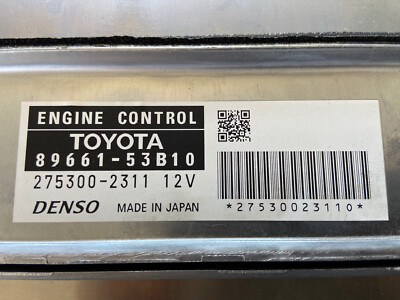 ENGINE CONTROL
TOYOTA
89661-53B10
275300-2311 12V
DENSO MADE IN JAPAN
*27530023110*